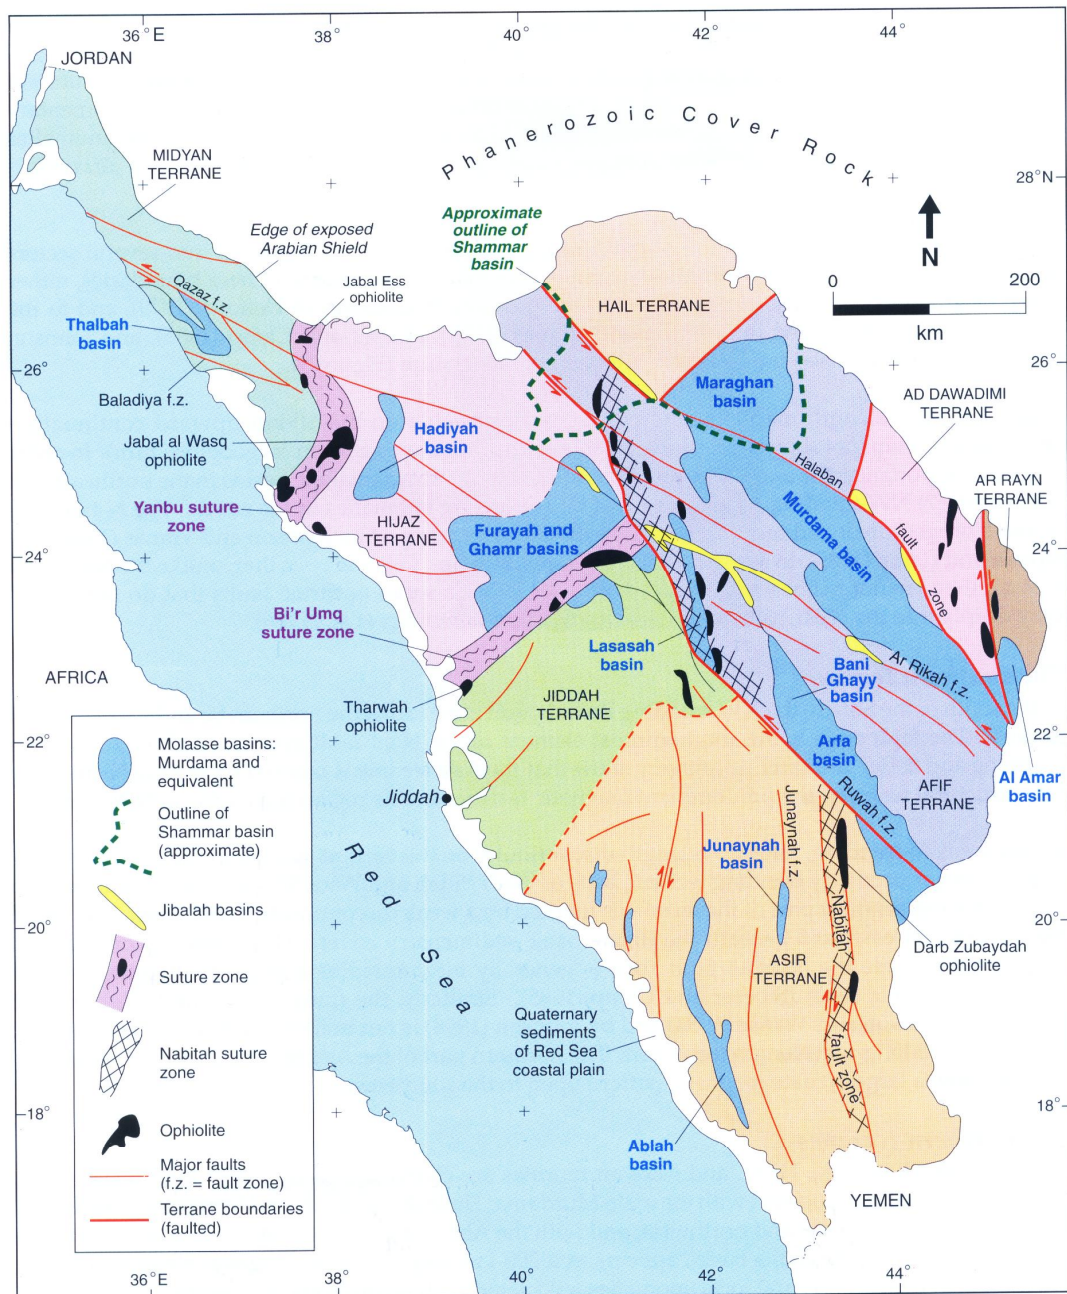 36°E
38°
40°
42°
44°
JORDAN
Phanerozoic Cover Rock
MIDYAN
TERRANE
28°N
Approximate
outline of
Shammar
basin
Edge of exposed
Arabian Shield
N
Jabal Ess
ophiolite
Qazaz f.z.
0
200
km
HAIL TERRANE
Thalbah
basin
26°
26°
Maraghan
basin
AD DAWADIMI
TERRANE
Baladiya f.z.
Hadiyah
basin
Jabal al Wasq
ophiolite
Halaban
fault
zone
AR RAYN
TERRANE
Yanbu suture
zone
HIJAZ
TERRANE
Furayah and
Ghamr basins
Murdama basin
24°
24°
Bi'r Umq
suture zone
Lasasah
basin
Bani
Ghayy
basin
Ar Rikah f.z.
AFRICA
Tharwah
ophiolite
JIDDAH
TERRANE
22°
22°
Arfa
basin
Al Amar
basin
AFIF
TERRANE
Jiddah
Ruwah f.z.
Junaynah f.z.
Junaynah
basin
Red Sea
Nabitah
fault zone
20°
20°
Darb Zubaydah
ophiolite
ASIR
TERRANE
Quaternary
sediments
of Red Sea
coastal plain
18°
18°
Ablah
basin
YEMEN
Molasse basins:
Murdama and
equivalent
Outline of
Shammar basin
(approximate)
Jibalah basins
Suture zone
Nabitah suture
zone
Ophiolite
Major faults
(f.z. = fault zone)
Terrane boundaries
(faulted)
36°E
38°
40°
42°
44°